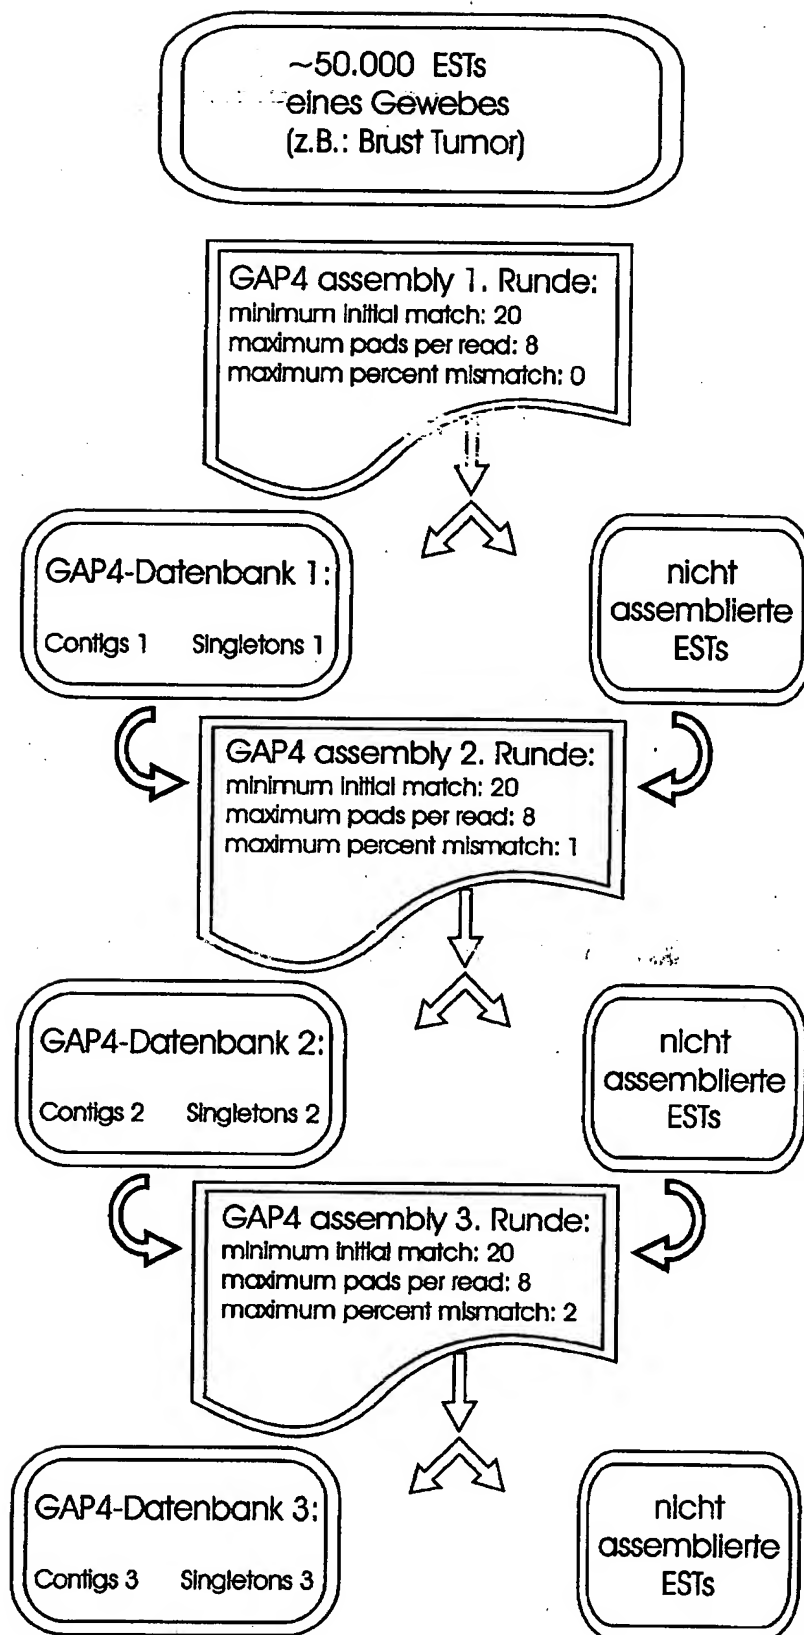 ~50.000 ESTs
eines Gewebes
(z.B.: Brust Tumor)
GAP4 assembly 1. Runde:
minimum initial match: 20
maximum pads per read: 8
maximum percent mismatch: 0
GAP4-Datenbank 1:
Contigs 1 Singletons 1
nicht
assemblierte
ESTs
GAP4 assembly 2. Runde:
minimum initial match: 20
maximum pads per read: 8
maximum percent mismatch: 1
GAP4-Datenbank 2:
Contigs 2 Singletons 2
nicht
assemblierte
ESTs
GAP4 assembly 3. Runde:
minimum initial match: 20
maximum pads per read: 8
maximum percent mismatch: 2
GAP4-Datenbank 3:
Contigs 3 Singletons 3
nicht
assemblierte
ESTs